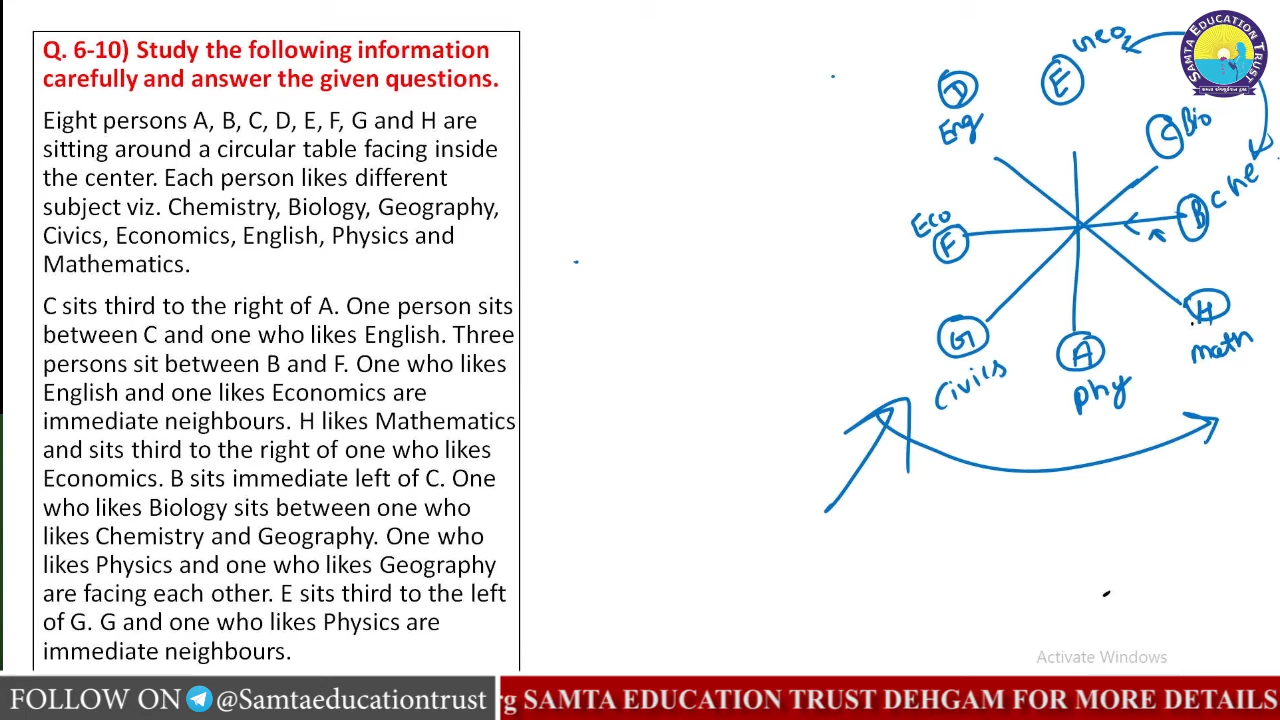 Q. 6-10) Study the following information
carefully and answer the given questions.
Eight persons A, B, C, D, E, F, G and H are
sitting around a circular table facing inside
the center. Each person likes different
subject viz. Chemistry, Biology, Geography,
Civics, Economics, English, Physics and
Mathematics.
C sits third to the right of A. One person sits
between C and one who likes English. Three
persons sit between B and F. One who likes
English and one likes Economics are
immediate neighbours. H likes Mathematics
and sits third to the right of one who likes
Economics. B sits immediate left of C. One
who likes Biology sits between one who
likes Chemistry and Geography. One who
likes Physics and one who likes Geography
are facing each other. E sits third to the left
of G. G and one who likes Physics are
immediate neighbours.
D
Eng
E
C
Bio
B
Che
H
math
A
Phy
G
Civics
F
Eco
SAMTA EDUCATION TRUST
Activate Windows
FOLLOW ON @Samtaeducationtrust
rg SAMTA EDUCATION TRUST DEHGAM FOR MORE DETAILS